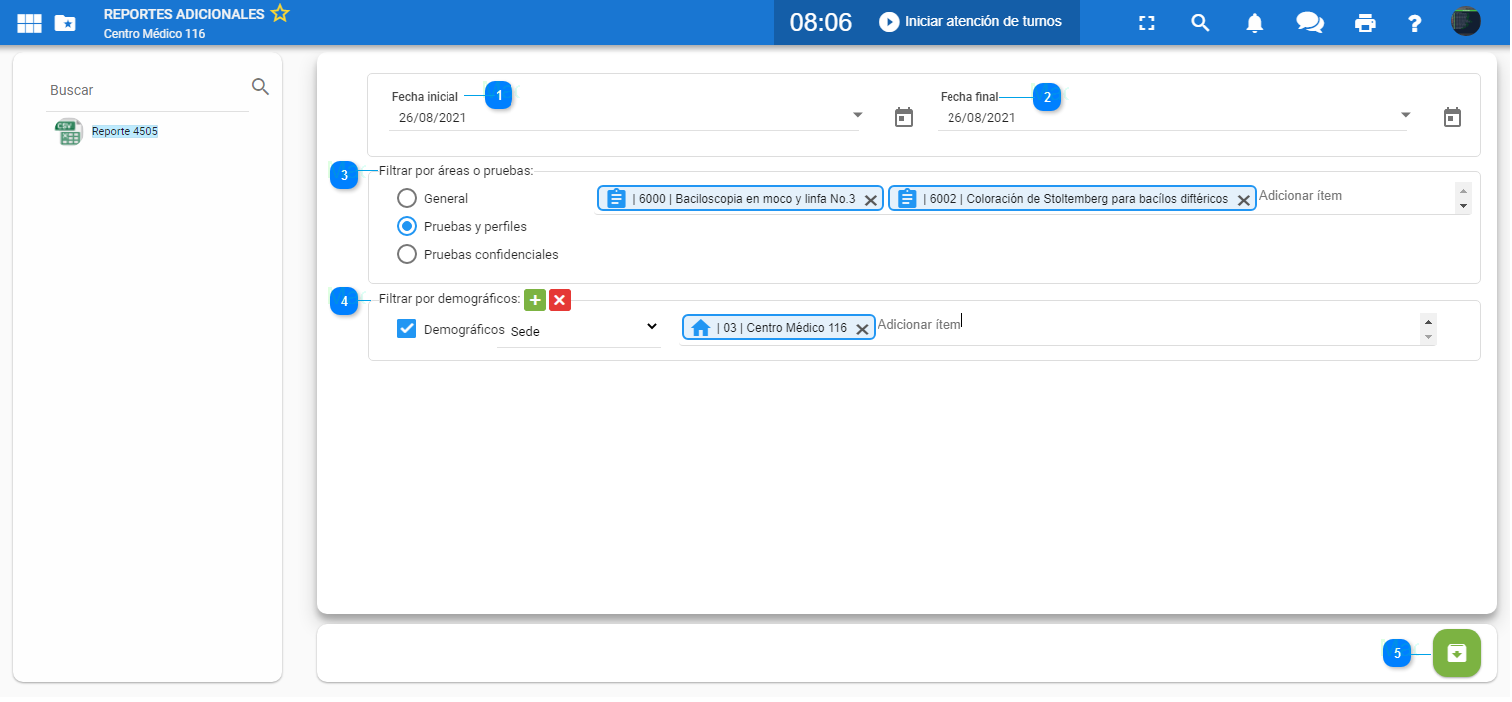 REPORTES ADICIONALES
Centro Médico 116
08:06
Iniciar atención de turnos
?
Buscar
CSV
Reporte 4505
Fecha inicial
1
26/08/2021
Fecha final
2
26/08/2021
3
Filtrar por áreas o pruebas:
General
Pruebas y perfiles
Pruebas confidenciales
| 6000 | Baciloscopia en moco y linfa No.3
| 6002 | Coloración de Stoltemberg para bacílos diftéricos
Adicionar ítem
4
Filtrar por demográficos:
Demográficos
Sede
| 03 | Centro Médico 116
Adicionar ítem
5